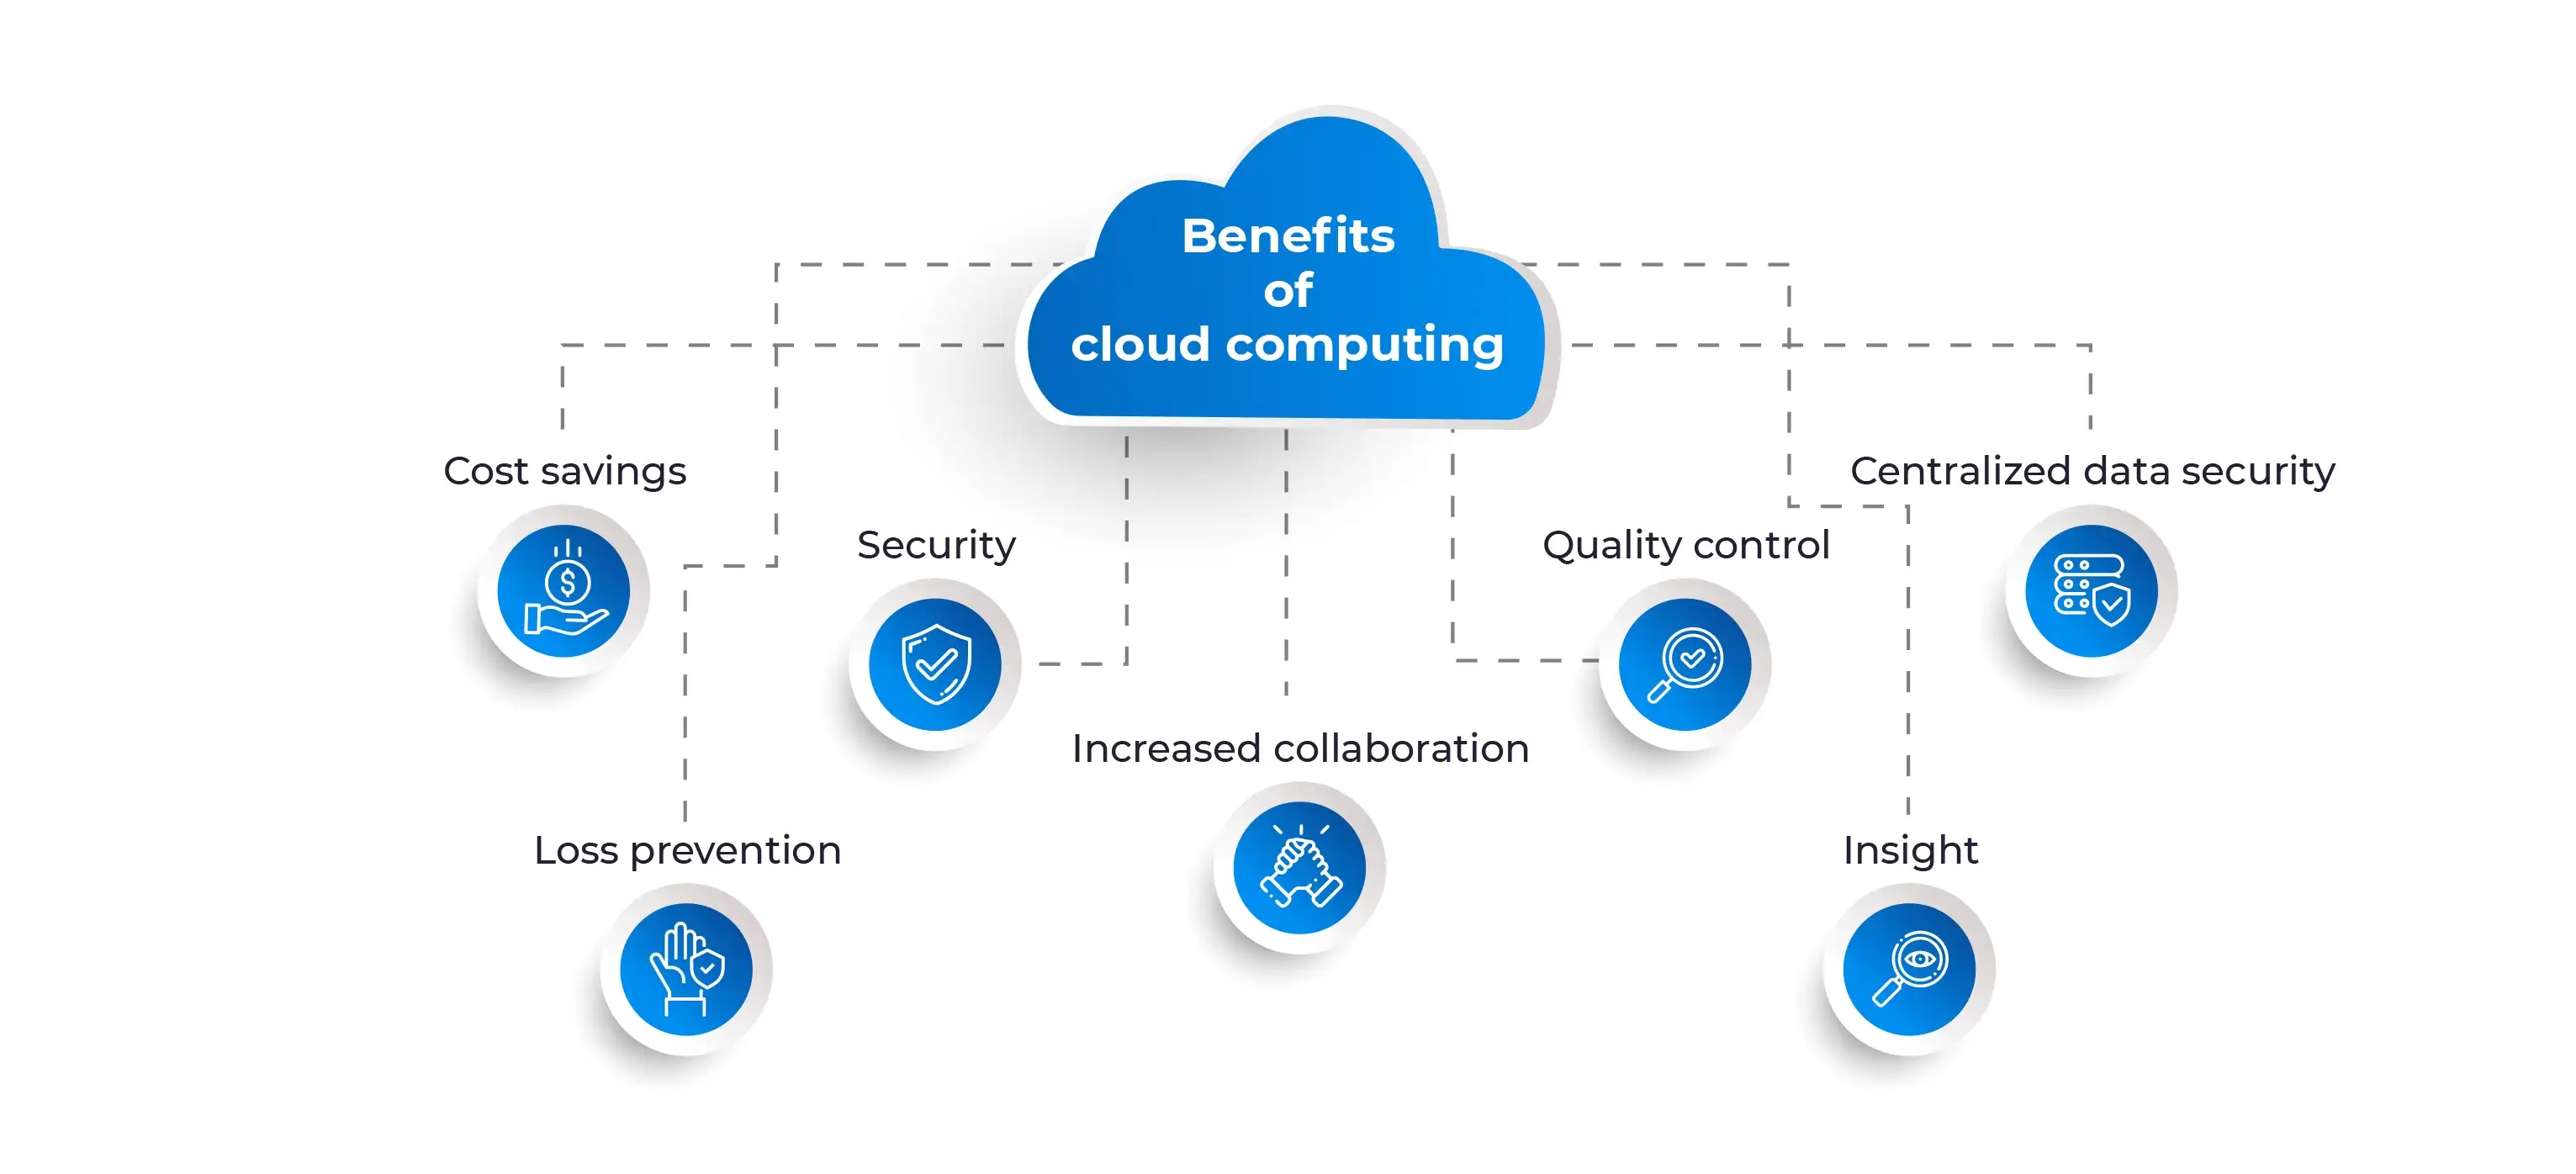 Benefits
of
cloud computing
Cost savings
Centralized data security
Security
Quality control
Increased collaboration
Loss prevention
Insight
$